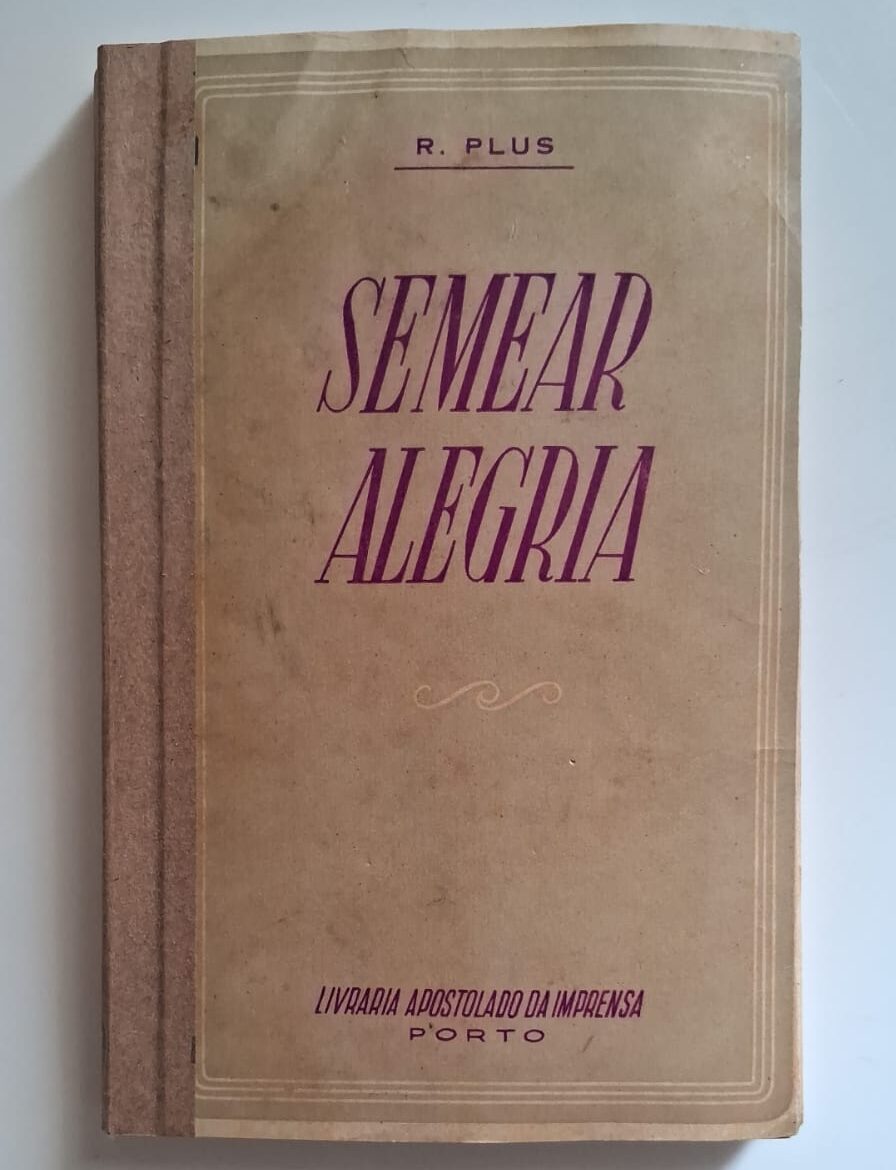 R. PLUS
SEMEAR
ALEGRIA
LIVRARIA APOSTOLADO DA IMPRENSA
PORTO